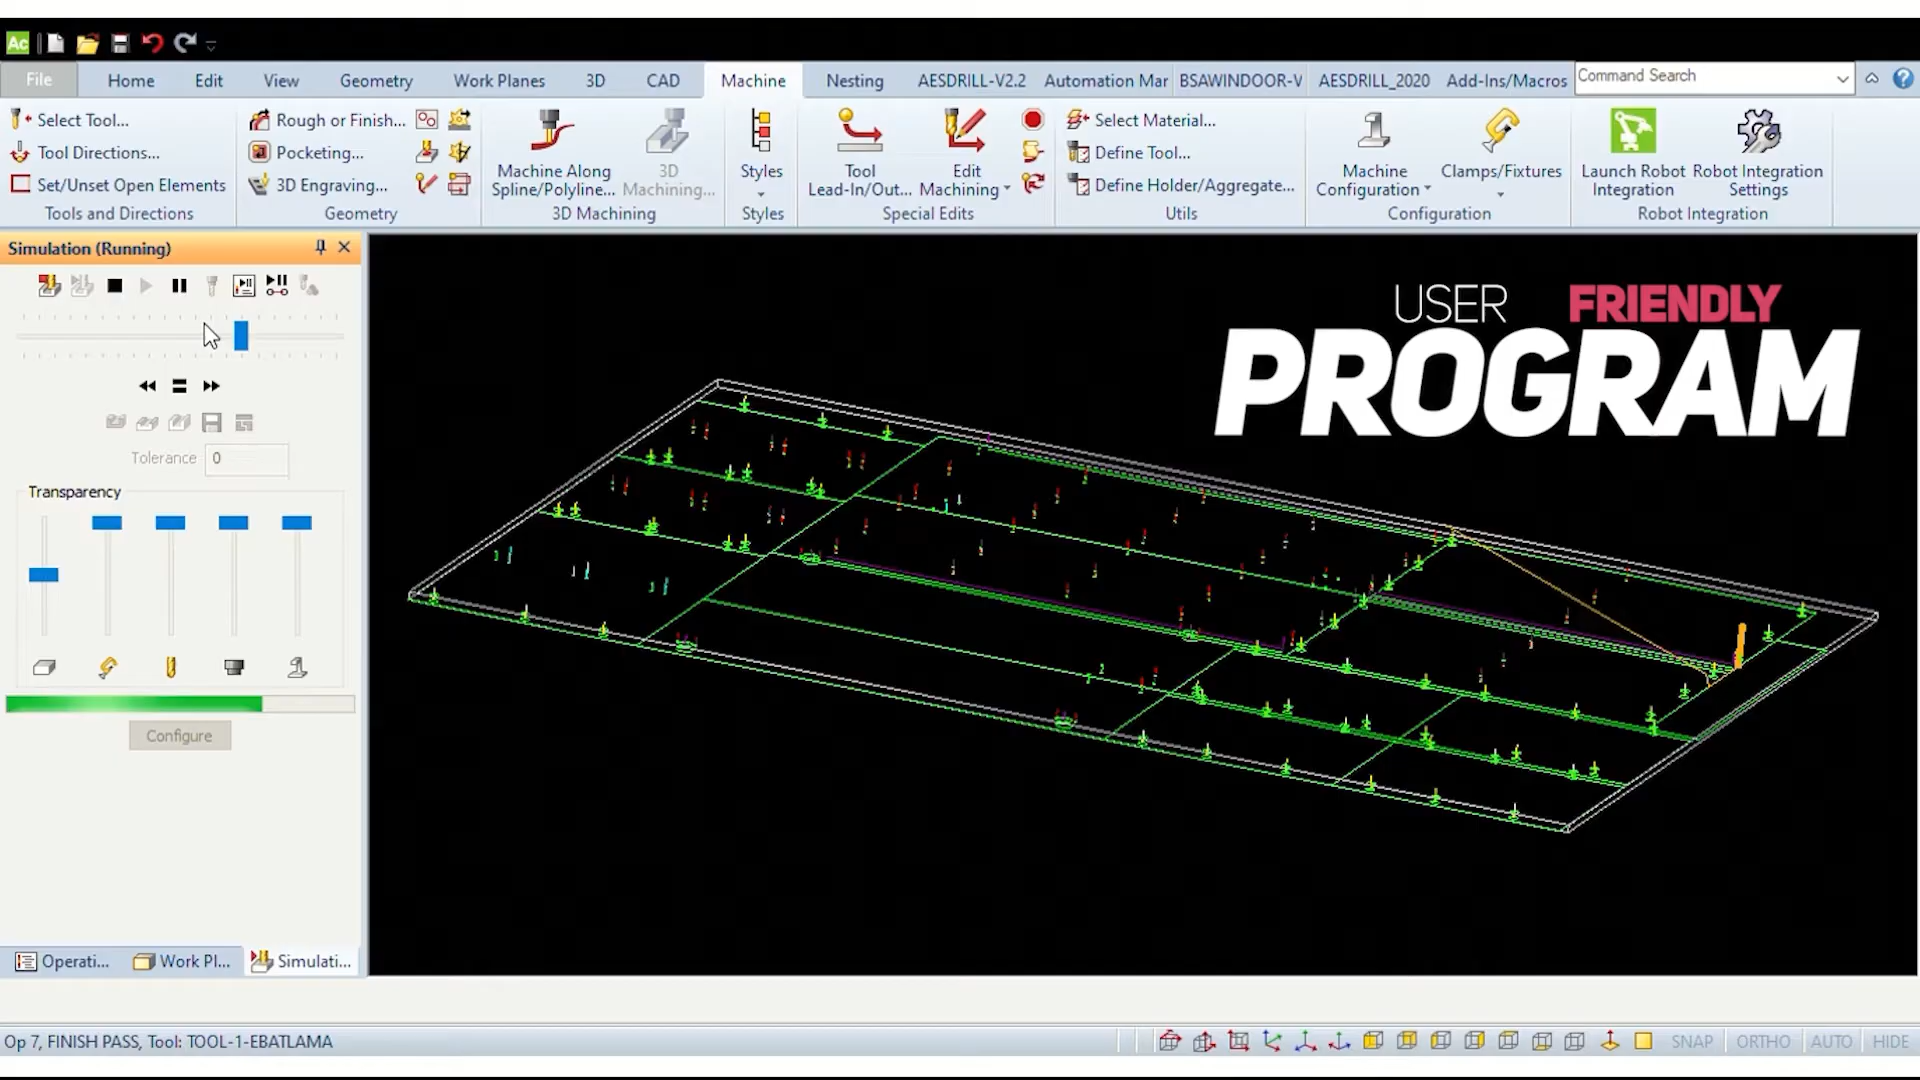 Ac
File Home Edit View Geometry Work Planes 3D CAD Machine Nesting AESDRILL-V2.2 Automation Mar BSAWINDOOR-V AESDRILL_2020 Add-Ins/Macros Command Search
Select Tool...
Tool Directions...
Set/Unset Open Elements
Tools and Directions
Rough or Finish...
Pocketing...
3D Engraving...
Geometry
Machine Along
Spline/Polyline...
3D
Machining...
3D Machining
Styles
Styles
Tool
Lead-In/Out...
Edit
Machining
Special Edits
Select Material...
Define Tool...
Define Holder/Aggregate...
Utils
Machine
Configuration
Clamps/Fixtures
Configuration
Launch Robot
Integration
Robot Integration
Settings
Robot Integration
Simulation (Running)
Tolerance 0
Transparency
Configure
USER FRIENDLY
PROGRAM
Operati... Work Pl... Simulati...
Op 7, FINISH PASS, Tool: TOOL-1-EBATLAMA
SNAP ORTHO AUTO HIDE